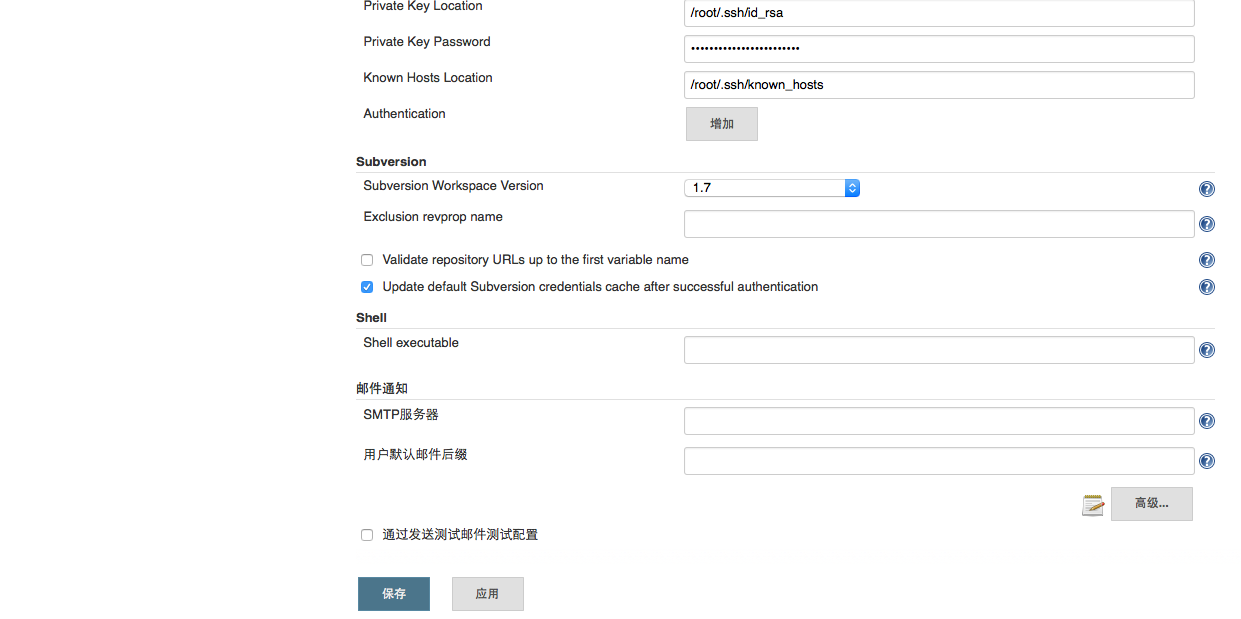 Private Key Location
/root/.ssh/id_rsa
Private Key Password
•••••••••••••••••••••••••
Known Hosts Location
/root/.ssh/known_hosts
Authentication
增加
Subversion
Subversion Workspace Version
1.7
Exclusion revprop name
Validate repository URLs up to the first variable name
Update default Subversion credentials cache after successful authentication
Shell
Shell executable
邮件通知
SMTP服务器
用户默认邮件后缀
高级...
通过发送测试邮件测试配置
保存
应用